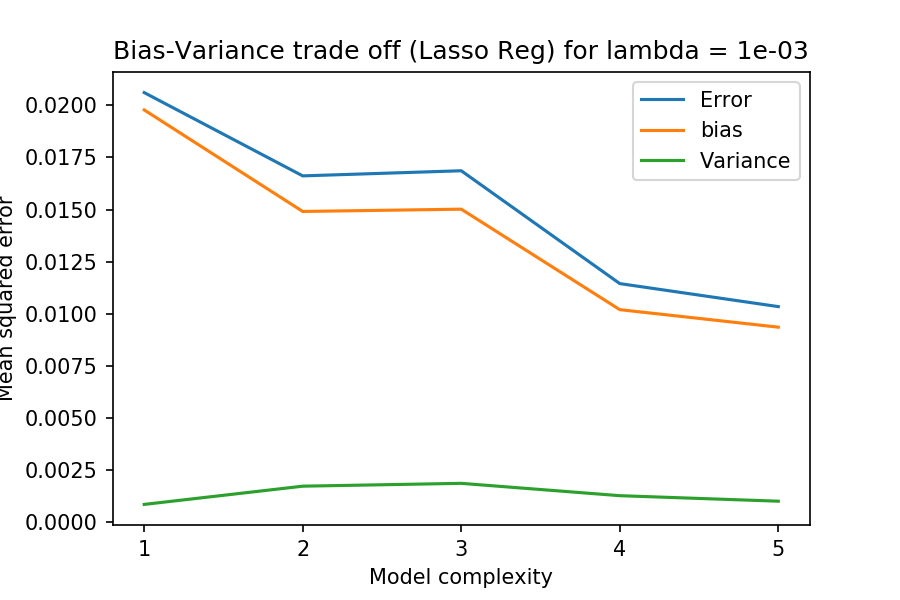 Bias-Variance trade off (Lasso Reg) for lambda = 1e-03
Error
bias
Variance
Mean squared error
0.0200
0.0175
0.0150
0.0125
0.0100
0.0075
0.0050
0.0025
0.0000
1 2 3 4 5
Model complexity